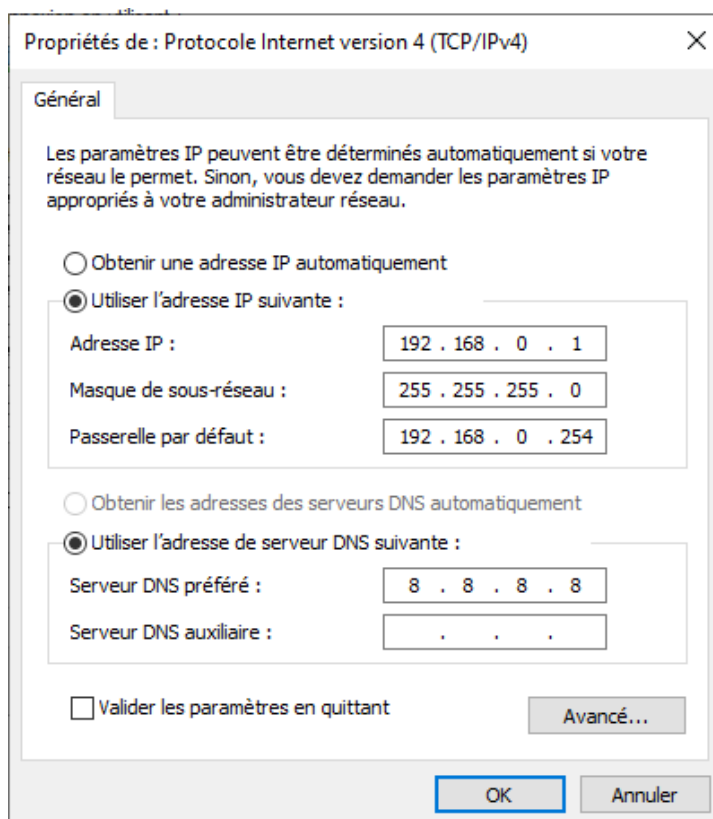 Propriétés de : Protocole Internet version 4 (TCP/IPv4)
Général
Les paramètres IP peuvent être déterminés automatiquement si votre
réseau le permet. Sinon, vous devez demander les paramètres IP
appropriés à votre administrateur réseau.
Obtenir une adresse IP automatiquement
Utiliser l'adresse IP suivante :
Adresse IP : 192 . 168 . 0 . 1
Masque de sous-réseau : 255 . 255 . 255 . 0
Passerelle par défaut : 192 . 168 . 0 . 254
Obtenir les adresses des serveurs DNS automatiquement
Utiliser l'adresse de serveur DNS suivante :
Serveur DNS préféré : 8 . 8 . 8 . 8
Serveur DNS auxiliaire : . . .
Valider les paramètres en quittant
Avancé...
OK Annuler